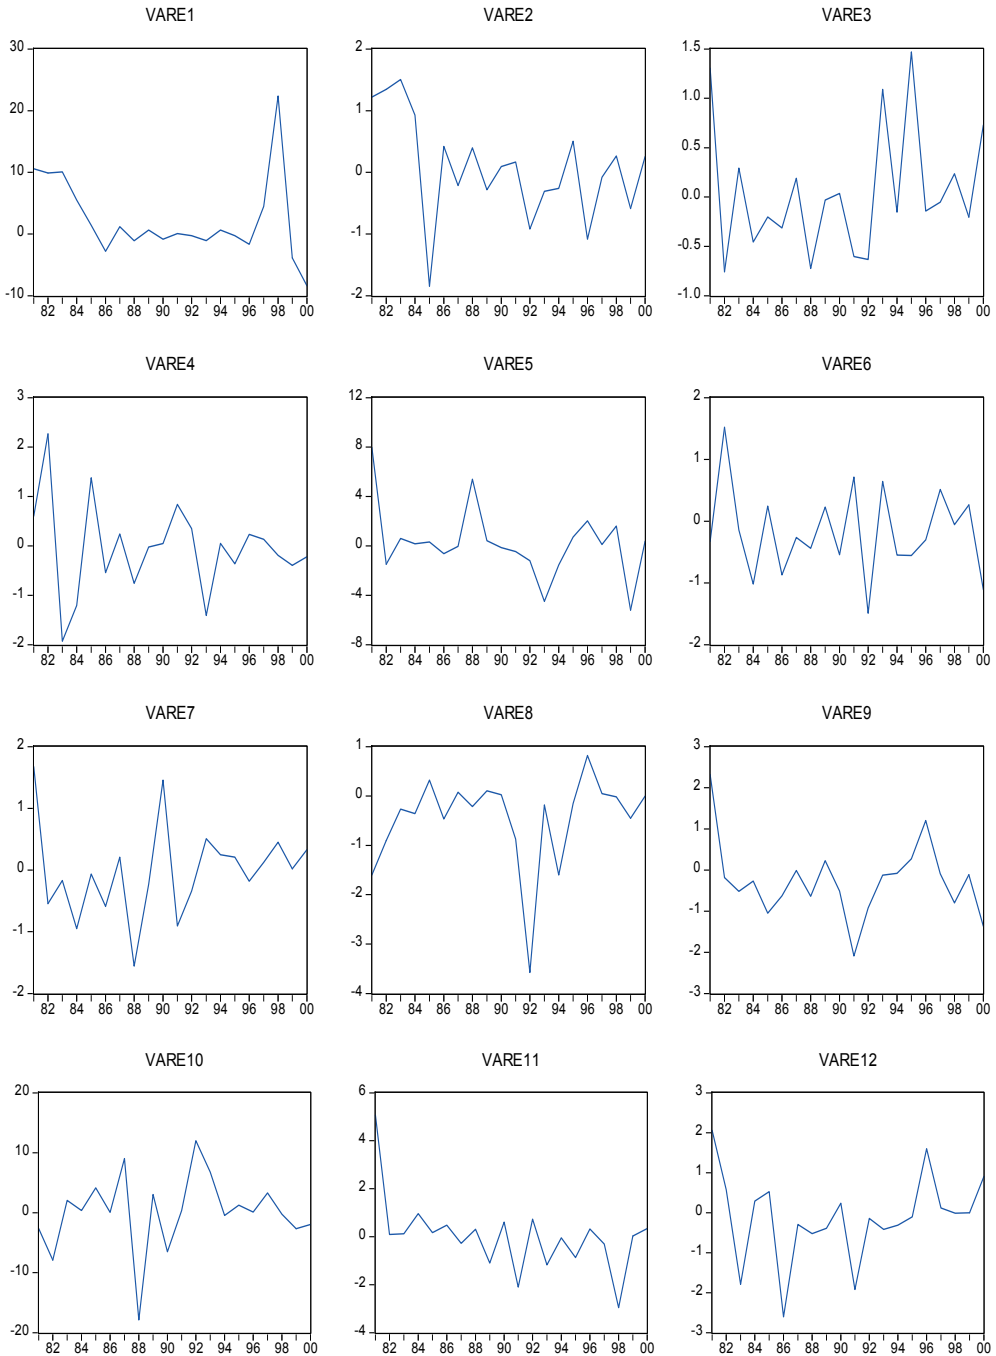 VARE1 VARE2 VARE3
30 2 1.5
20 1 1.0
10 0 0.5
0 -1 0.0
-10 -2 -0.5
-1.0
82 84 86 88 90 92 94 96 98 00 82 84 86 88 90 92 94 96 98 00 82 84 86 88 90 92 94 96 98 00
VARE4 VARE5 VARE6
3 12 2
2 8 1
1 4 0
0 0 -1
-1 -4 -2
-2 -8
82 84 86 88 90 92 94 96 98 00 82 84 86 88 90 92 94 96 98 00 82 84 86 88 90 92 94 96 98 00
VARE7 VARE8 VARE9
2 1 3
1 0 2
0 -1 1
-1 -2 0
-2 -3 -1
-4 -2
-3
82 84 86 88 90 92 94 96 98 00 82 84 86 88 90 92 94 96 98 00 82 84 86 88 90 92 94 96 98 00
VARE10 VARE11 VARE12
20 6 3
10 4 2
0 2 1
-10 0 0
-20 -2 -1
-4 -2
-3
82 84 86 88 90 92 94 96 98 00 82 84 86 88 90 92 94 96 98 00 82 84 86 88 90 92 94 96 98 00